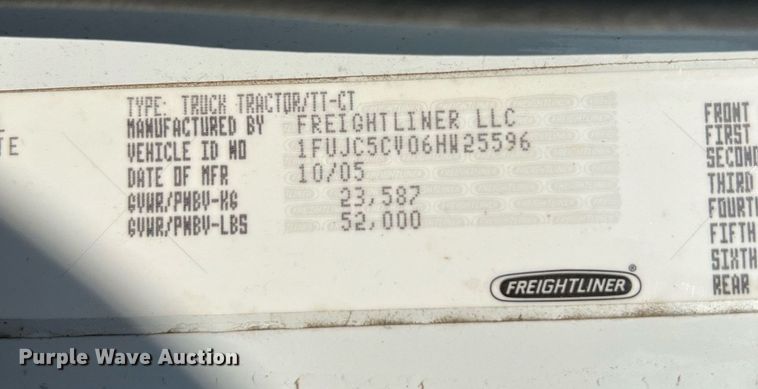 TYPE: TRUCK TRACTOR/TT-CT
MANUFACTURED BY FREIGHTLINER LLC
VEHICLE ID NO 1FUJC5CV06HW25596
DATE OF MFR 10/05
GVWR/PNBV-KG 23,587
GVWR/PNBV-LBS 52,000
FRONT
FIRST
SECOND
THIRD
FOURTH
FIFTH
SIXTH
REAR
FREIGHTLINER®
Purple Wave Auction